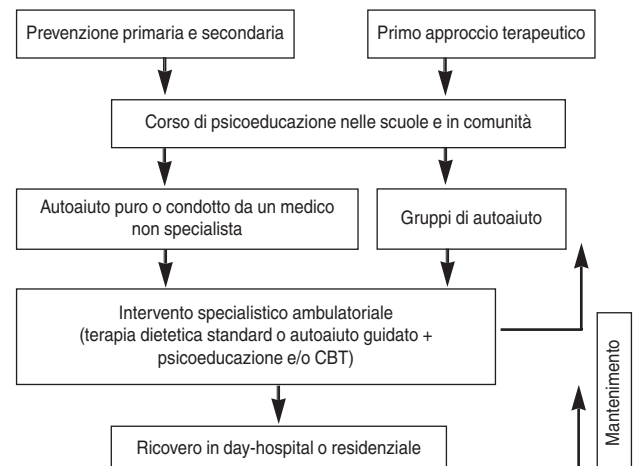 Prevenzione primaria e secondaria
Primo approccio terapeutico
Corso di psicoeducazione nelle scuole e in comunità
Autoaiuto puro o condotto da un medico
non specialista
Gruppi di autoaiuto
Intervento specialistico ambulatoriale
(terapia dietetica standard o autoaiuto guidato +
psicoeducazione e/o CBT)
Mantenimento
Ricovero in day-hospital o residenziale